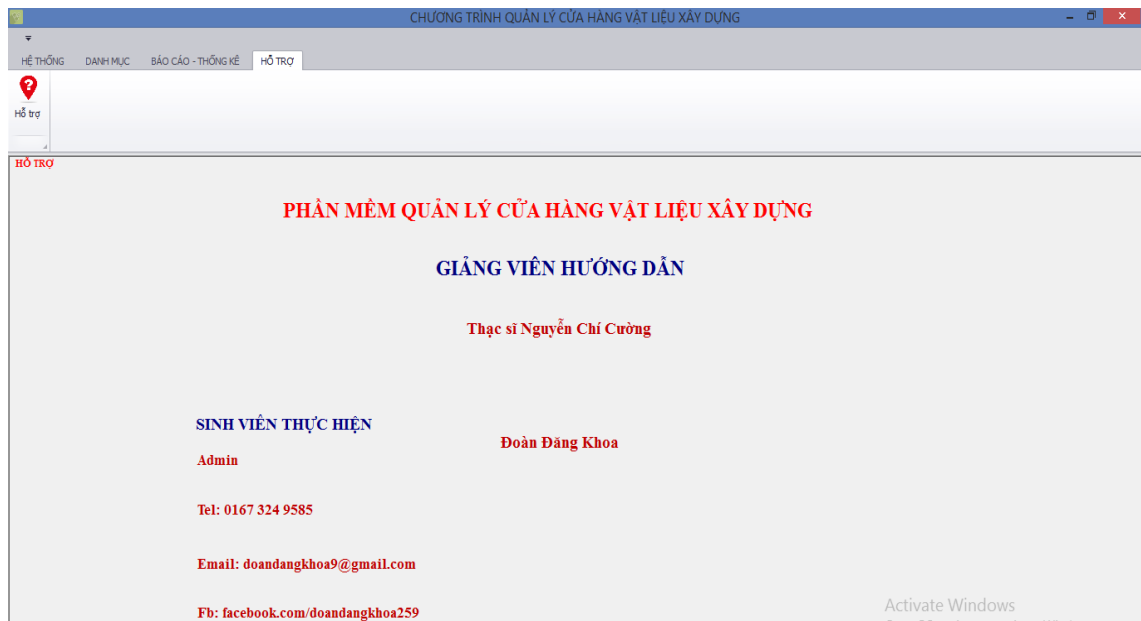 CHƯƠNG TRÌNH QUẢN LÝ CỬA HÀNG VẬT LIỆU XÂY DỰNG
HỆ THỐNG DANH MỤC BÁO CÁO - THỐNG KÊ HỖ TRỢ
Hỗ trợ
HỖ TRỢ
PHẦN MỀM QUẢN LÝ CỬA HÀNG VẬT LIỆU XÂY DỰNG
GIẢNG VIÊN HƯỚNG DẪN
Thạc sĩ Nguyễn Chí Cường
SINH VIÊN THỰC HIỆN
Đoàn Đăng Khoa
Admin
Tel: 0167 324 9585
Email: doandangkhoa9@gmail.com
Fb: facebook.com/doandangkhoa259
Activate Windows